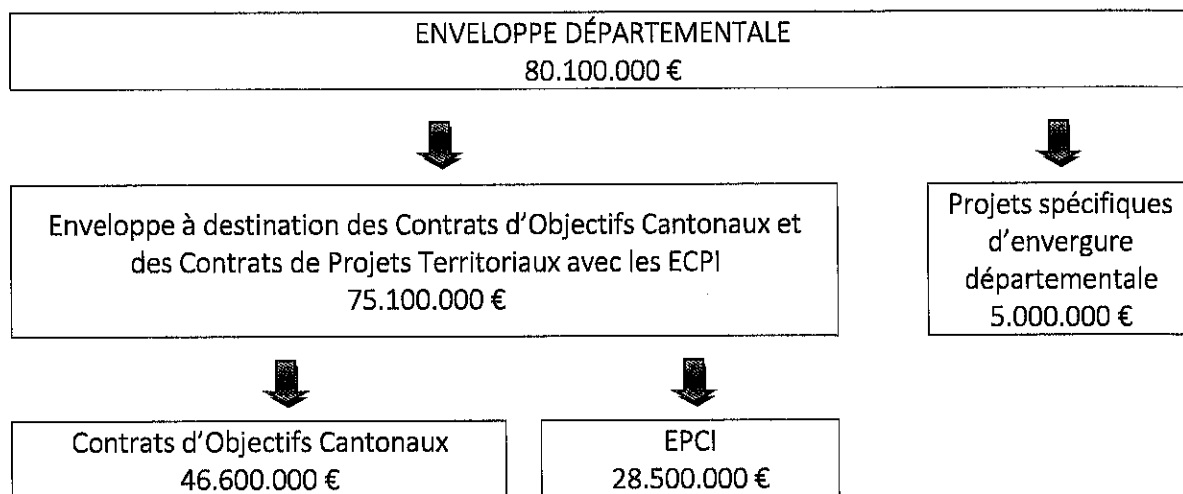 ENVELOPPE DÉPARTEMENTALE
80.100.000 €
Enveloppe à destination des Contrats d'Objectifs Cantonaux et
des Contrats de Projets Territoriaux avec les ECPI
75.100.000 €
Projets spécifiques
d'envergure
départementale
5.000.000 €
Contrats d'Objectifs Cantonaux
46.600.000 €
EPCI
28.500.000 €